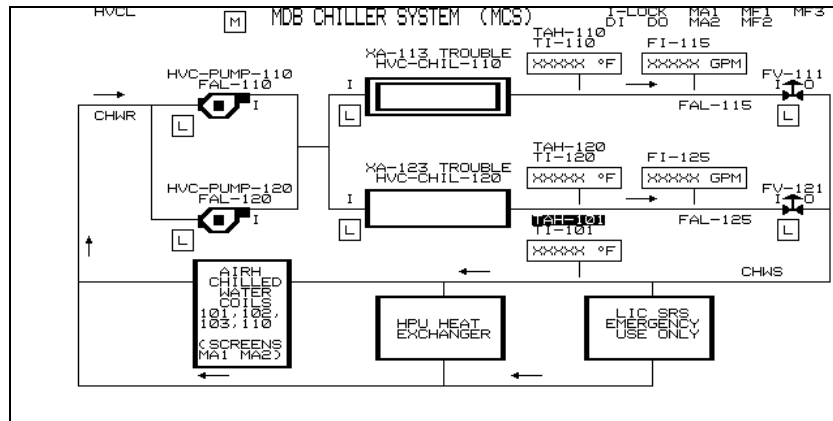 HVCL
M
MDB CHILLER SYSTEM (MCS)
I-LOCK MA1 MF1 MF3
DI DO MA2 MF2
TAH-110
TI-110
XXXXX °F
FI-115
XXXXX GPM
XA-113 TROUBLE
HVC-CHIL-110
I
L
HVC-PUMP-110
FAL-110
I
L
CHWR
FAL-115
FV-111
I O
L
TAH-120
TI-120
XXXXX °F
FI-125
XXXXX GPM
XA-123 TROUBLE
HVC-CHIL-120
I
L
HVC-PUMP-120
FAL-120
I
L
FAL-125
FV-121
I O
L
TAH-101
TI-101
XXXXX °F
CHWS
AIRH
CHILLED
WATER
COILS
101,102,
103,110
(SCREENS
MA1 MA2)
HPU HEAT
EXCHANGER
LIC SRS
EMERGENCY
USE ONLY